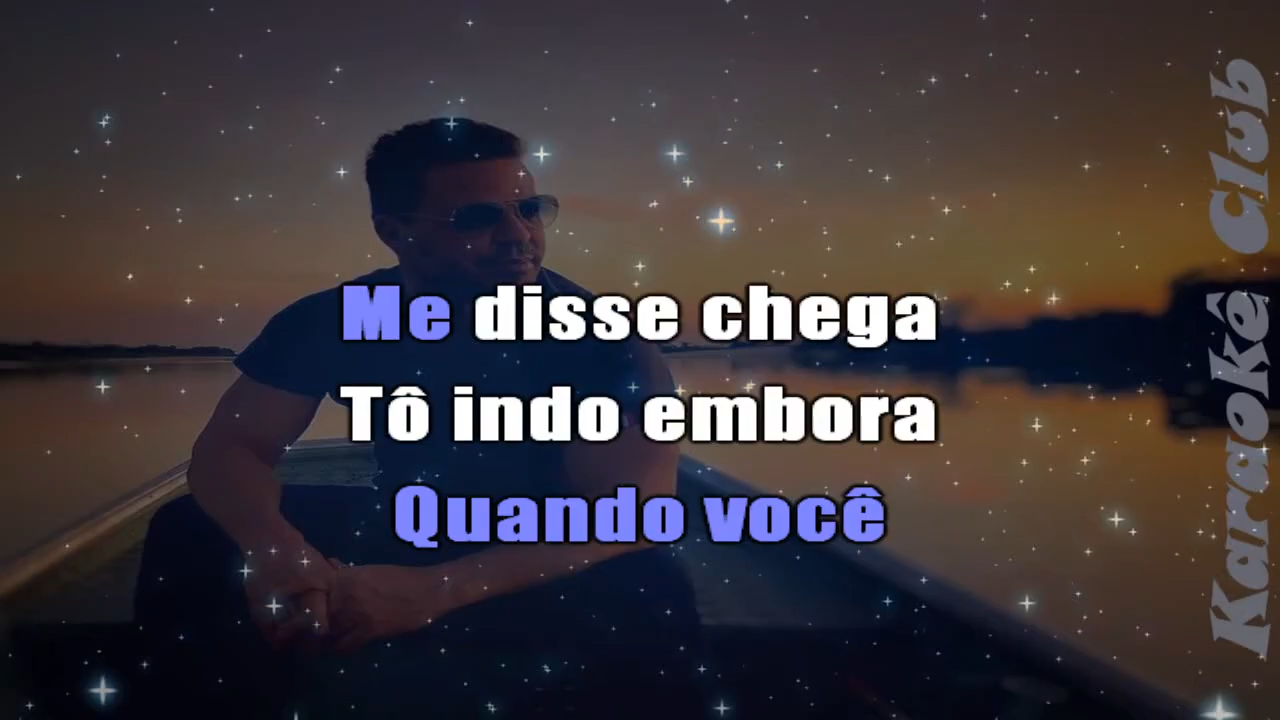 Me disse chega
Tô indo embora
Quando você
Karaokê Club